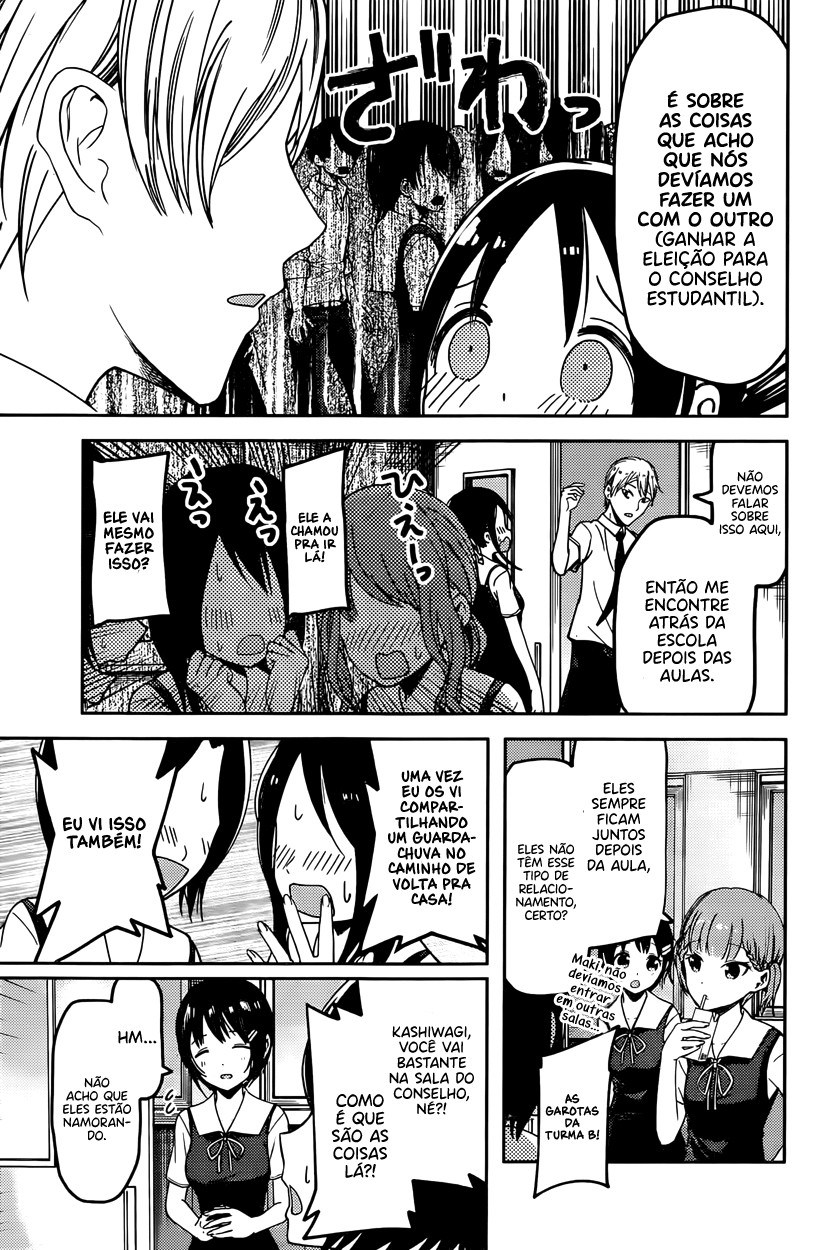 É SOBRE
AS COISAS
QUE ACHO
QUE NÓS
DEVÍAMOS
FAZER UM
COM O OUTRO
(GANHAR A
ELEIÇÃO PARA
O CONSELHO
ESTUDANTIL).
ざわっ
NÃO
DEVEMOS
FALAR
SOBRE
ISSO AQUI,
ENTÃO ME
ENCONTRE
ATRÁS DA
ESCOLA
DEPOIS DAS
AULAS.
ひえーっ
ELE A
CHAMOU
PRA IR
LÁ!
いえっ
えっ
ELE VAI
MESMO
FAZER
ISSO?
ELES
SEMPRE
FICAM
JUNTOS
DEPOIS
DA AULA,
ELES NÃO
TÊM ESSE
TIPO DE
RELACIO-
NAMENTO,
CERTO?
Maki, não
devíamos
entrar
em outras
salas...
AS
GAROTAS
DA
TURMA B!
UMA VEZ
EU OS VI
COMPAR-
TILHANDO
UM GUARDA-
CHUVA NO
CAMINHO DE
VOLTA PRA
CASA!
EU VI ISSO
TAMBÉM!
KASHIWAGI,
VOCÊ VAI
BASTANTE
NA SALA DO
CONSELHO,
NÉ?!
COMO
É QUE
SÃO AS
COISAS
LÁ?!
HM...
NÃO
ACHO QUE
ELES ESTÃO
NAMORAN-
DO.